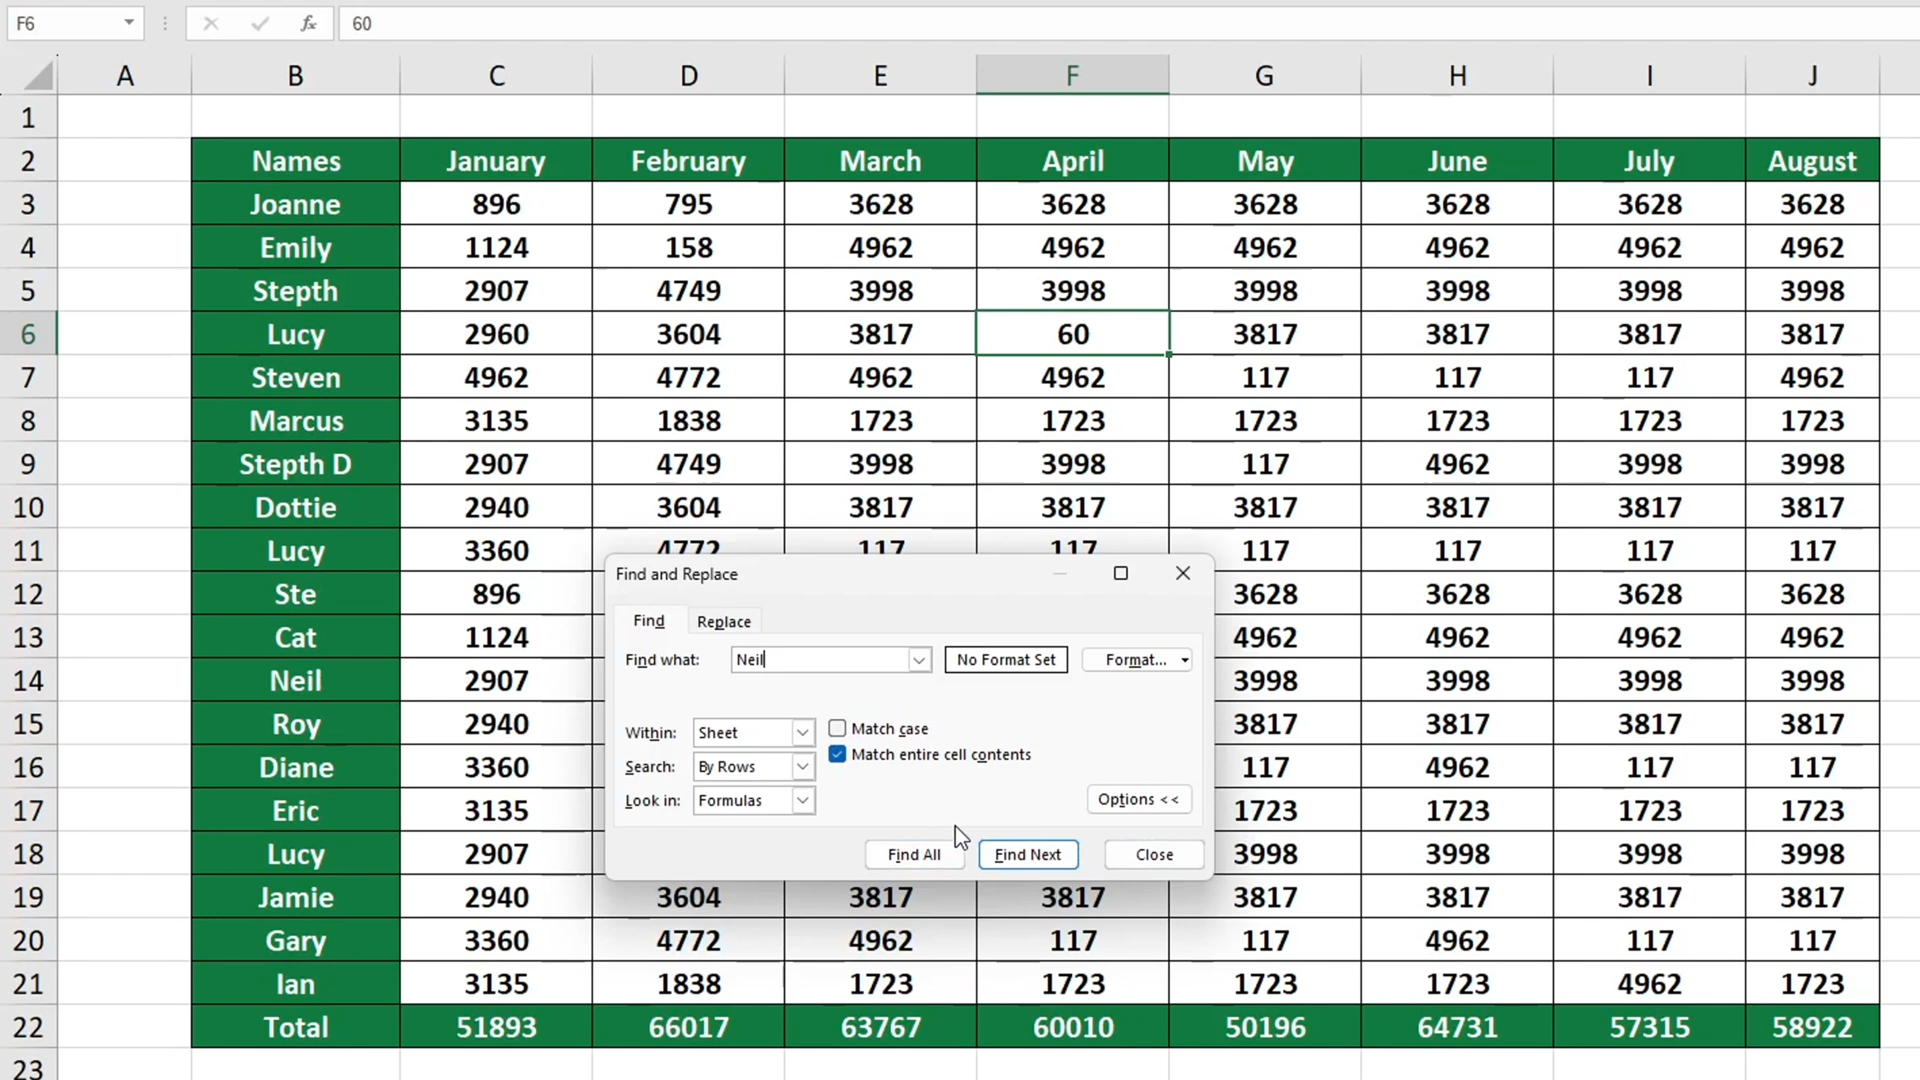 F6 fx 60
A B C D E F G H I J
1
2 Names January February March April May June July August
3 Joanne 896 795 3628 3628 3628 3628 3628 3628
4 Emily 1124 158 4962 4962 4962 4962 4962 4962
5 Stepth 2907 4749 3998 3998 3998 3998 3998 3998
6 Lucy 2960 3604 3817 60 3817 3817 3817 3817
7 Steven 4962 4772 4962 4962 117 117 117 4962
8 Marcus 3135 1838 1723 1723 1723 1723 1723 1723
9 Stepth D 2907 4749 3998 3998 117 4962 3998 3998
10 Dottie 2940 3604 3817 3817 3817 3817 3817 3817
11 Lucy 3360 4772 117 117 117 117 117 117
Find and Replace
12 Ste 896 3628 3628 3628 3628
Find Replace
13 Cat 1124 4962 4962 4962 4962
Find what: Neil No Format Set Format...
14 Neil 2907 3998 3998 3998 3998
15 Roy 2940 3817 3817 3817 3817
Within: Sheet Match case
Match entire cell contents
16 Diane 3360 117 4962 117 117
Search: By Rows
Look in: Formulas Options <<
17 Eric 3135 1723 1723 1723 1723
18 Lucy 2907 3998 3998 3998 3998
Find All Find Next Close
19 Jamie 2940 3604 3817 3817 3817 3817 3817 3817
20 Gary 3360 4772 4962 117 117 4962 117 117
21 Ian 3135 1838 1723 1723 1723 1723 4962 1723
22 Total 51893 66017 63767 60010 50196 64731 57315 58922
23